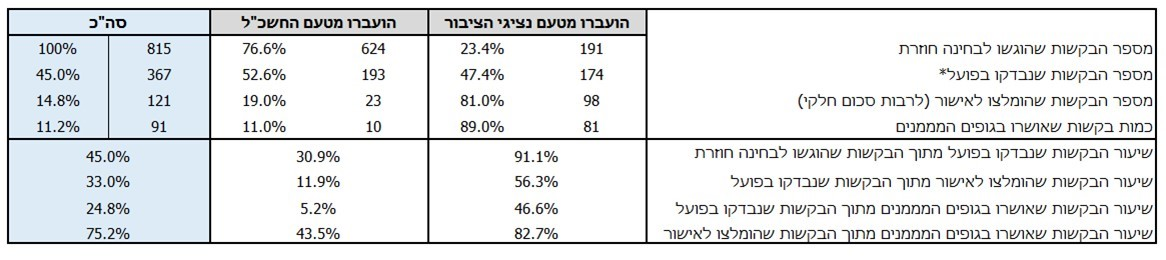 הועברו מטעם נציגי הציבור הועברו מטעם החשכ"ל סה"כ
מספר הבקשות שהוגשו לבחינה חוזרת 191 23.4% 624 76.6% 815 100%
מספר הבקשות שנבדקו בפועל* 174 47.4% 193 52.6% 367 45.0%
מספר הבקשות שהומלצו לאישור (לרבות סכום חלקי) 98 81.0% 23 19.0% 121 14.8%
כמות בקשות שאושרו בגופים המממנים 81 89.0% 10 11.0% 91 11.2%
שיעור הבקשות שנבדקו בפועל מתוך הבקשות שהוגשו לבחינה חוזרת 91.1% 30.9% 45.0%
שיעור הבקשות שהומלצו לאישור מתוך הבקשות שנבדקו בפועל 56.3% 11.9% 33.0%
שיעור הבקשות שאושרו בגופים המממנים מתוך הבקשות שנבדקו בפועל 46.6% 5.2% 24.8%
שיעור הבקשות שאושרו בגופים המממנים מתוך הבקשות שהומלצו לאישור 82.7% 43.5% 75.2%